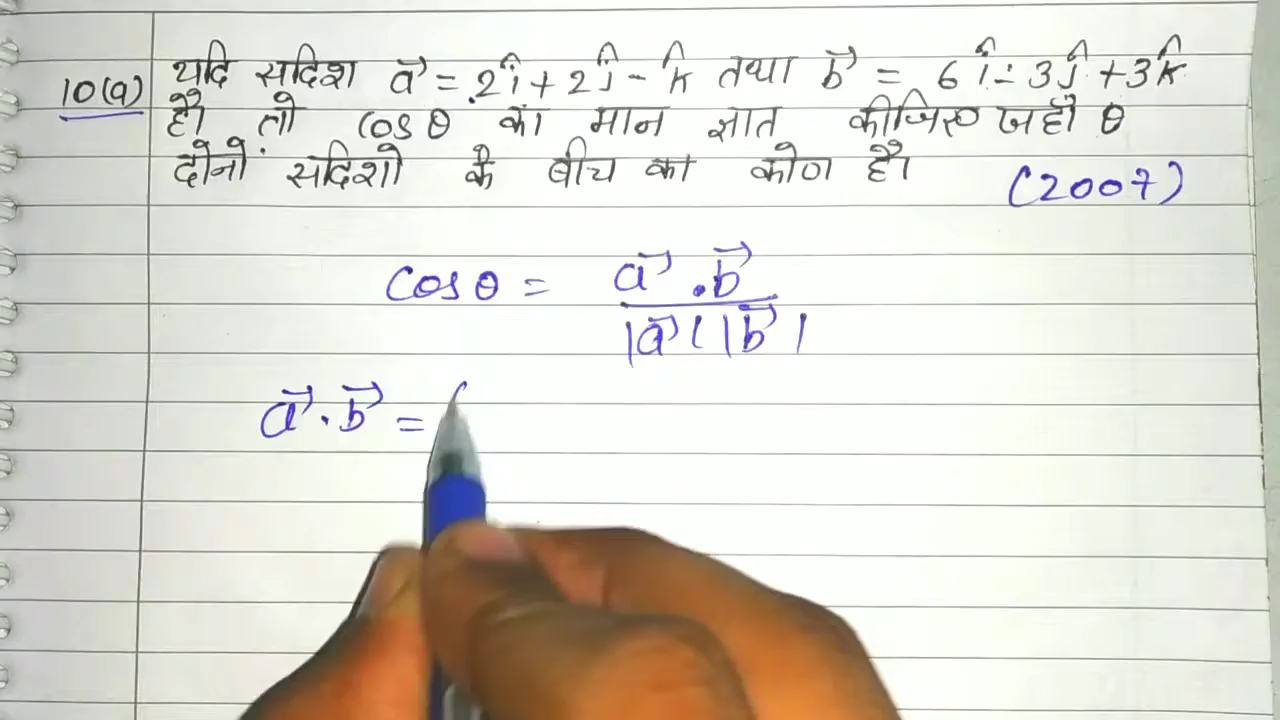 10(a) यदि सदिश a⃗ = 2î + 2ĵ - k̂ तथा b⃗ = 6î - 3ĵ + 3k̂
है। तो cos θ का मान ज्ञात कीजिए जहाँ θ
दोनों सदिशो के बीच का कोण है।
(2007)
cos θ = a⃗ . b⃗
|a⃗| |b⃗|
a⃗ . b⃗ = (